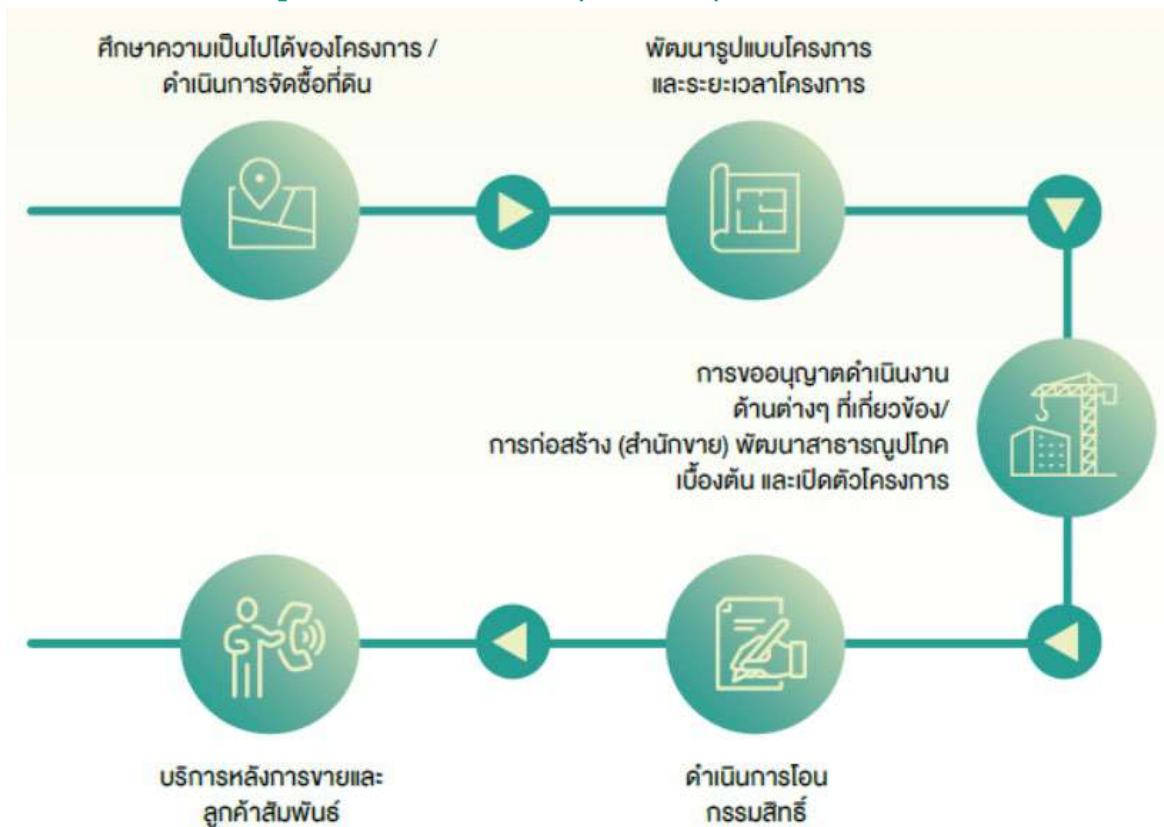 ศึกษาความเป็นไปได้ของโครงการ /
ดำเนินการจัดซื้อที่ดิน
พัฒนารูปแบบโครงการ
และระยะเวลาโครงการ
การขออนุญาตดำเนินงาน
ด้านต่างๆ ที่เกี่ยวข้อง/
การก่อสร้าง (สำนักขาย) พัฒนาสาธารณูปโภค
เบื้องต้น และเปิดตัวโครงการ
ดำเนินการโอน
กรรมสิทธิ์
บริการหลังการขายและ
ลูกค้าสัมพันธ์